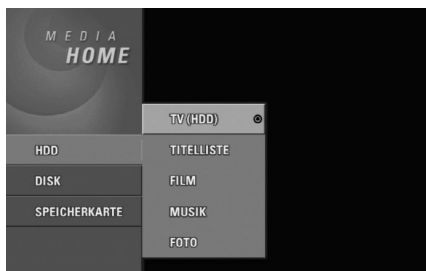 MEDIA
HOME
HDD
DISK
SPEICHERKARTE
TV (HDD)
TITELLISTE
FILM
MUSIK
FOTO